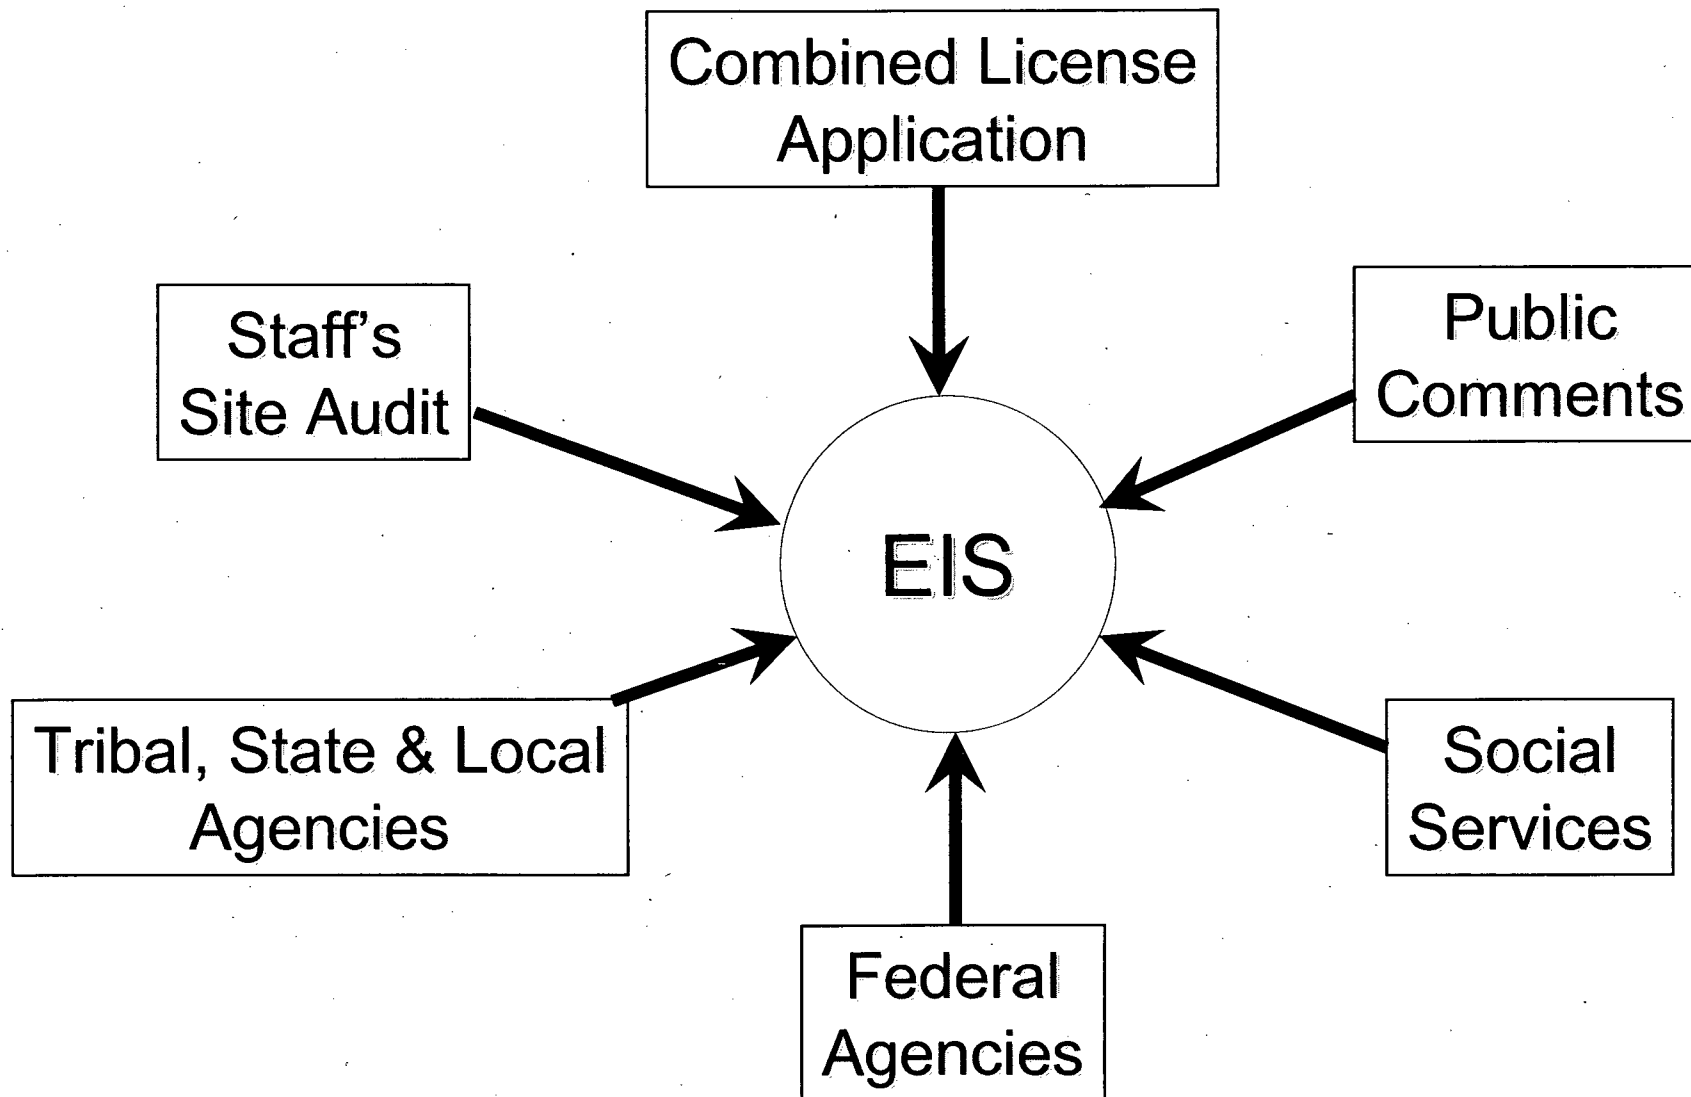 Combined License
Application
Staff's
Site Audit
Public
Comments
EIS
Tribal, State & Local
Agencies
Social
Services
Federal
Agencies